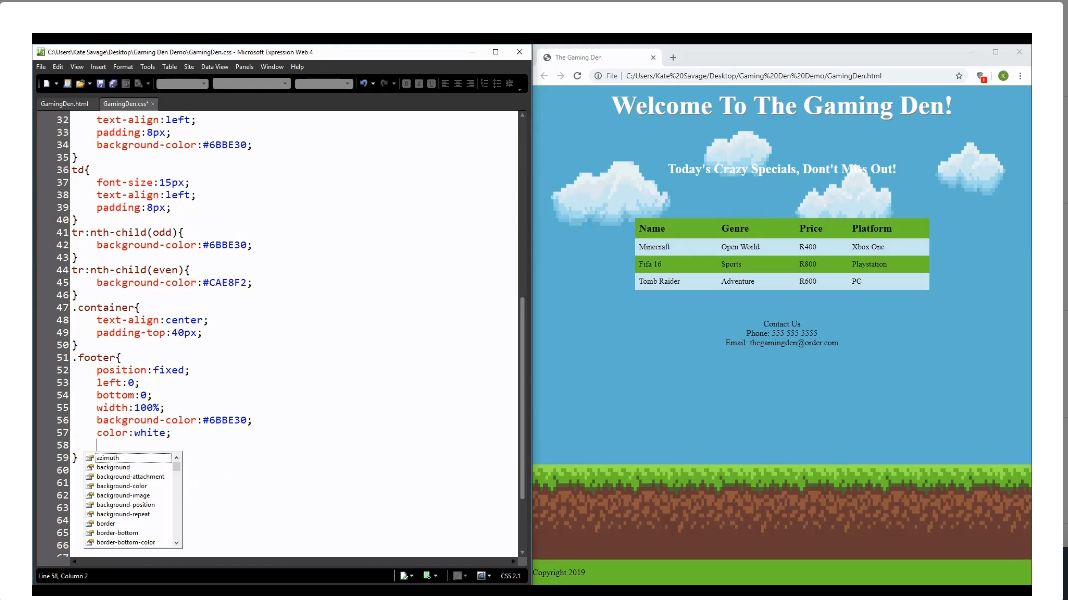 C:\Users\Kate Savage\Desktop\Gaming Den Demo\GamingDen.css - Microsoft Expression Web 4
File Edit View Insert Format Tools Table Site Data View Panels Window Help
GamingDen.html GamingDen.css*
32 text-align:left;
33 padding:8px;
34 background-color:#6BBE30;
35 }
36 td{
37 font-size:15px;
38 text-align:left;
39 padding:8px;
40 }
41 tr:nth-child(odd){
42 background-color:#6BBE30;
43 }
44 tr:nth-child(even){
45 background-color:#CAE8F2;
46 }
47 .container{
48 text-align:center;
49 padding-top:40px;
50 }
51 .footer{
52 position:fixed;
53 left:0;
54 bottom:0;
55 width:100%;
56 background-color:#6BBE30;
57 color:white;
58
59 }
60
61
62
63
64
65
66
67
azimuth
background
background-attachment
background-color
background-image
background-position
background-repeat
border
border-bottom
border-bottom-color
Line 58, Column 2
CSS 2.1
The Gaming Den
File C:/Users/Kate%20Savage/Desktop/Gaming%20Den%20Demo/GamingDen.html
K
Welcome To The Gaming Den!
Today's Crazy Specials, Dont't Miss Out!
Name Genre Price Platform
Minecraft Open World R400 Xbox One
Fifa 16 Sports R800 Playstation
Tomb Raider Adventure R600 PC
Contact Us
Phone: 555 555 5555
Email: thegamingden@order.com
Copyright 2019